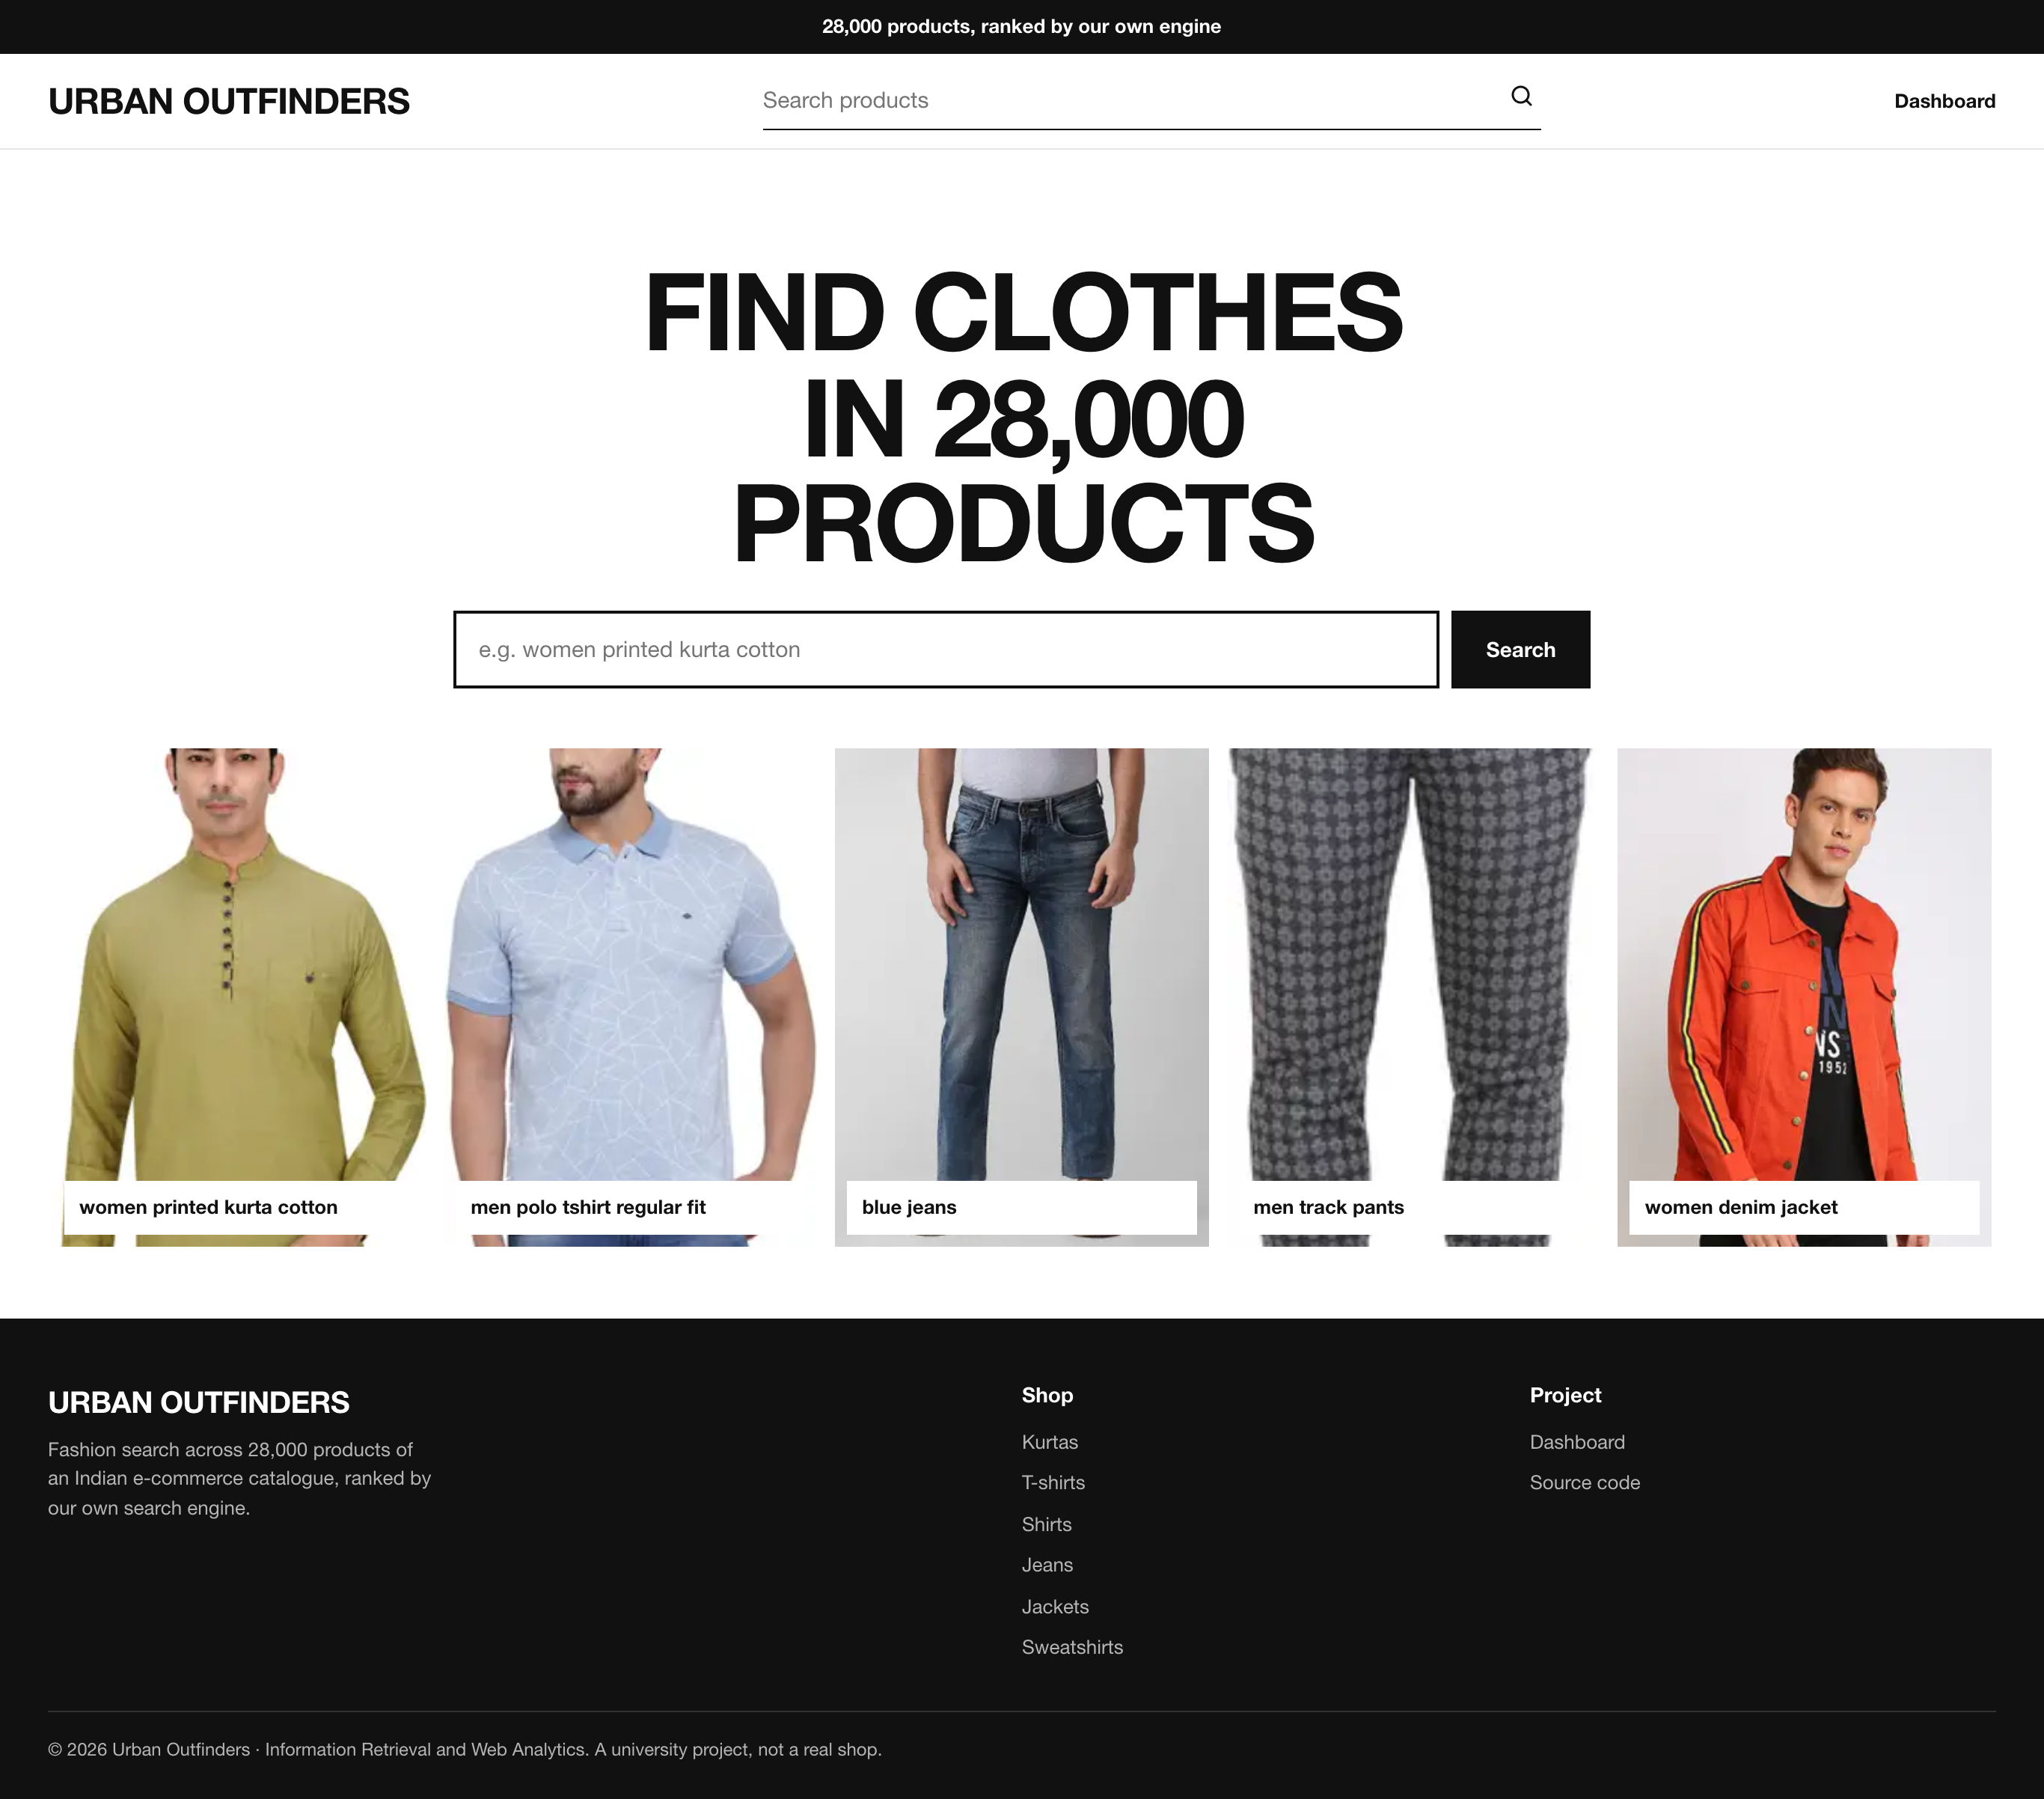 28,000 products, ranked by our own engine
URBAN OUTFINDERS
Search products
Dashboard
FIND CLOTHES
IN 28,000
PRODUCTS
e.g. women printed kurta cotton
Search
NS
1952
women printed kurta cotton
men polo tshirt regular fit
blue jeans
men track pants
women denim jacket
URBAN OUTFINDERS
Fashion search across 28,000 products of
an Indian e-commerce catalogue, ranked by
our own search engine.
Shop
Kurtas
T-shirts
Shirts
Jeans
Jackets
Sweatshirts
Project
Dashboard
Source code
© 2026 Urban Outfinders · Information Retrieval and Web Analytics. A university project, not a real shop.